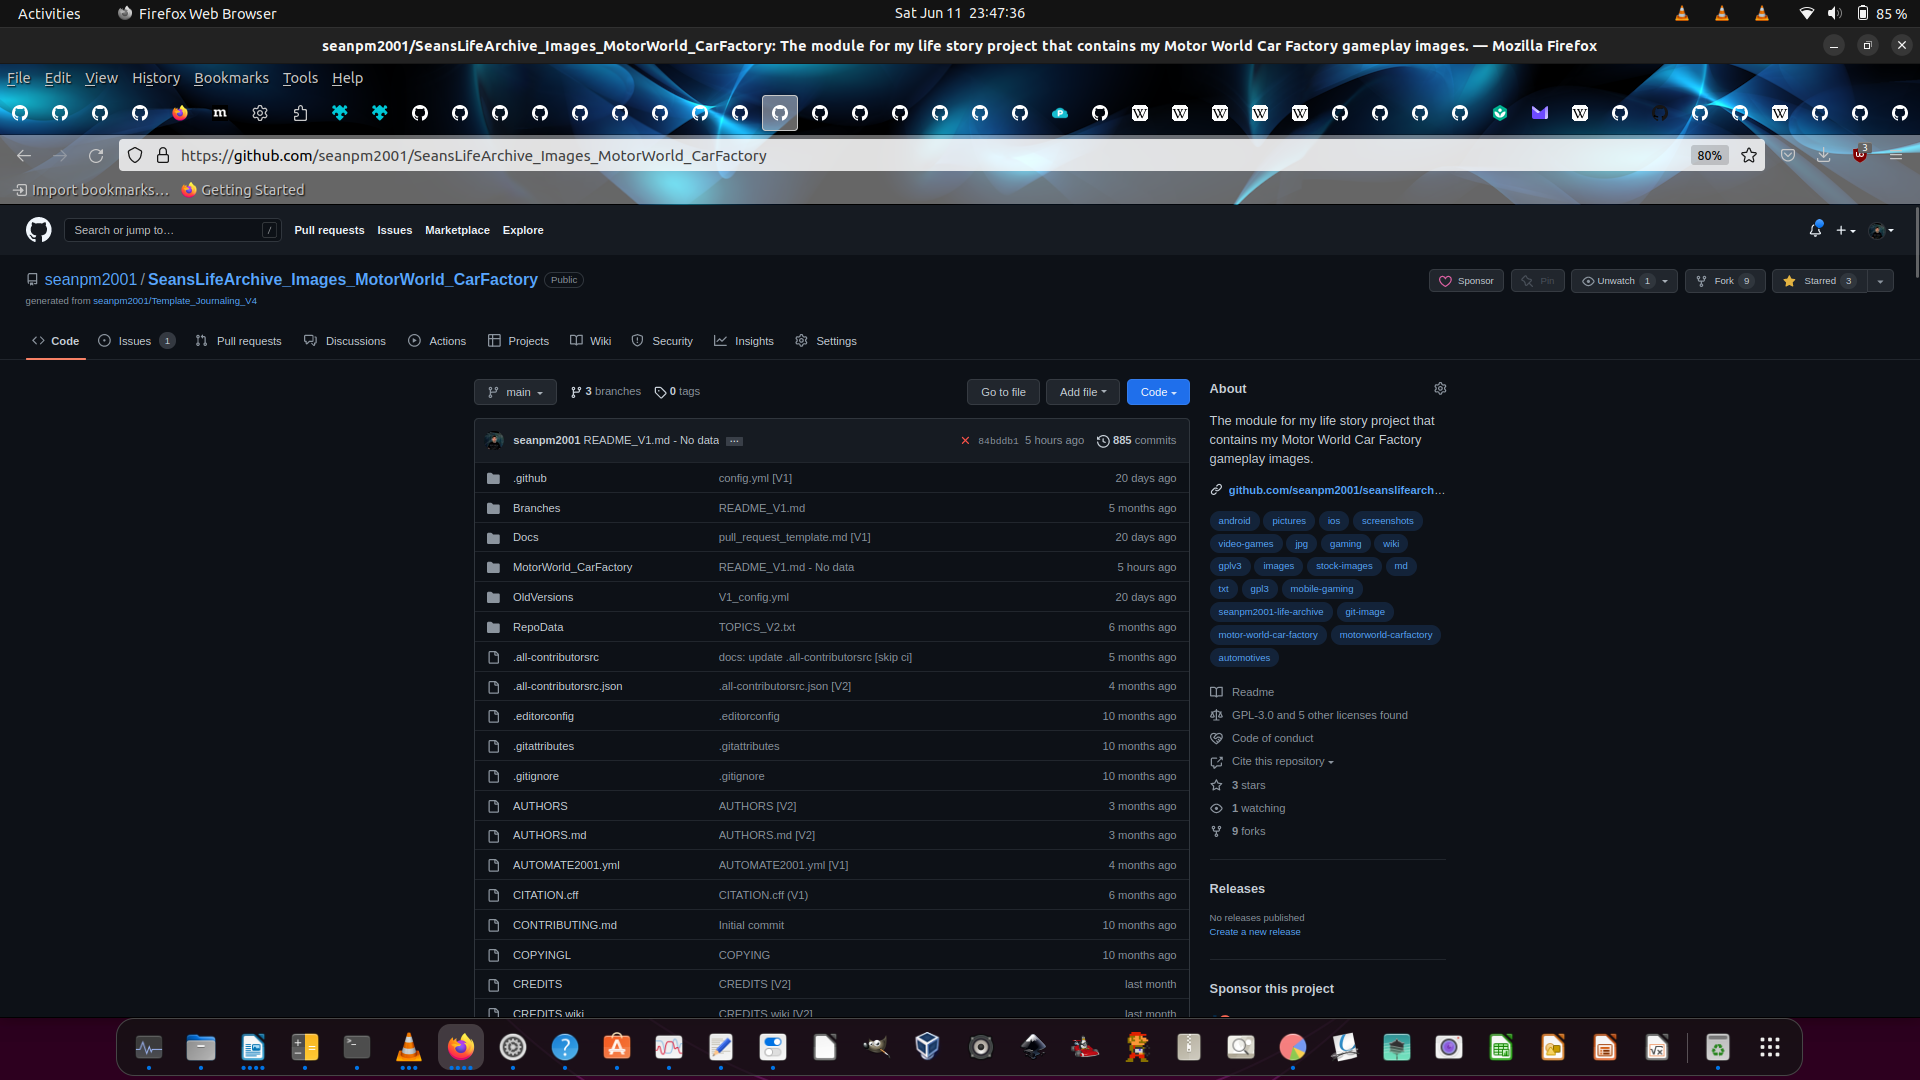 Activities
Firefox Web Browser
Sat Jun 11 23:47:36
85 %
seanpm2001/SeansLifeArchive_Images_MotorWorld_CarFactory: The module for my life story project that contains my Motor World Car Factory gameplay images. — Mozilla Firefox
File Edit View History Bookmarks Tools Help
https://github.com/seanpm2001/SeansLifeArchive_Images_MotorWorld_CarFactory
80%
3
Import bookmarks…
Getting Started
Search or jump to…
/
Pull requests
Issues
Marketplace
Explore
seanpm2001 / SeansLifeArchive_Images_MotorWorld_CarFactory
Public
generated from seanpm2001/Template_Journaling_V4
Sponsor
Pin
Unwatch 1
Fork 9
Starred 3
Code
Issues 1
Pull requests
Discussions
Actions
Projects
Wiki
Security
Insights
Settings
main
3 branches
0 tags
Go to file
Add file
Code
seanpm2001 README_V1.md - No data ...
84bddb1 5 hours ago
885 commits
.github config.yml [V1] 20 days ago
Branches README_V1.md 5 months ago
Docs pull_request_template.md [V1] 20 days ago
MotorWorld_CarFactory README_V1.md - No data 5 hours ago
OldVersions V1_config.yml 20 days ago
RepoData TOPICS_V2.txt 6 months ago
.all-contributorsrc docs: update .all-contributorsrc [skip ci] 5 months ago
.all-contributorsrc.json .all-contributorsrc.json [V2] 4 months ago
.editorconfig .editorconfig 10 months ago
.gitattributes .gitattributes 10 months ago
.gitignore .gitignore 10 months ago
AUTHORS AUTHORS [V2] 3 months ago
AUTHORS.md AUTHORS.md [V2] 3 months ago
AUTOMATE2001.yml AUTOMATE2001.yml [V1] 4 months ago
CITATION.cff CITATION.cff (V1) 6 months ago
CONTRIBUTING.md Initial commit 10 months ago
COPYINGL COPYING 10 months ago
CREDITS CREDITS [V2] last month
CREDITS.wiki CREDITS.wiki [V2] last month
About
The module for my life story project that
contains my Motor World Car Factory
gameplay images.
github.com/seanpm2001/seanslifearch…
android pictures ios screenshots
video-games jpg gaming wiki
gplv3 images stock-images md
txt gpl3 mobile-gaming
seanpm2001-life-archive git-image
motor-world-car-factory motorworld-carfactory
automotives
Readme
GPL-3.0 and 5 other licenses found
Code of conduct
Cite this repository
3 stars
1 watching
9 forks
Releases
No releases published
Create a new release
Sponsor this project